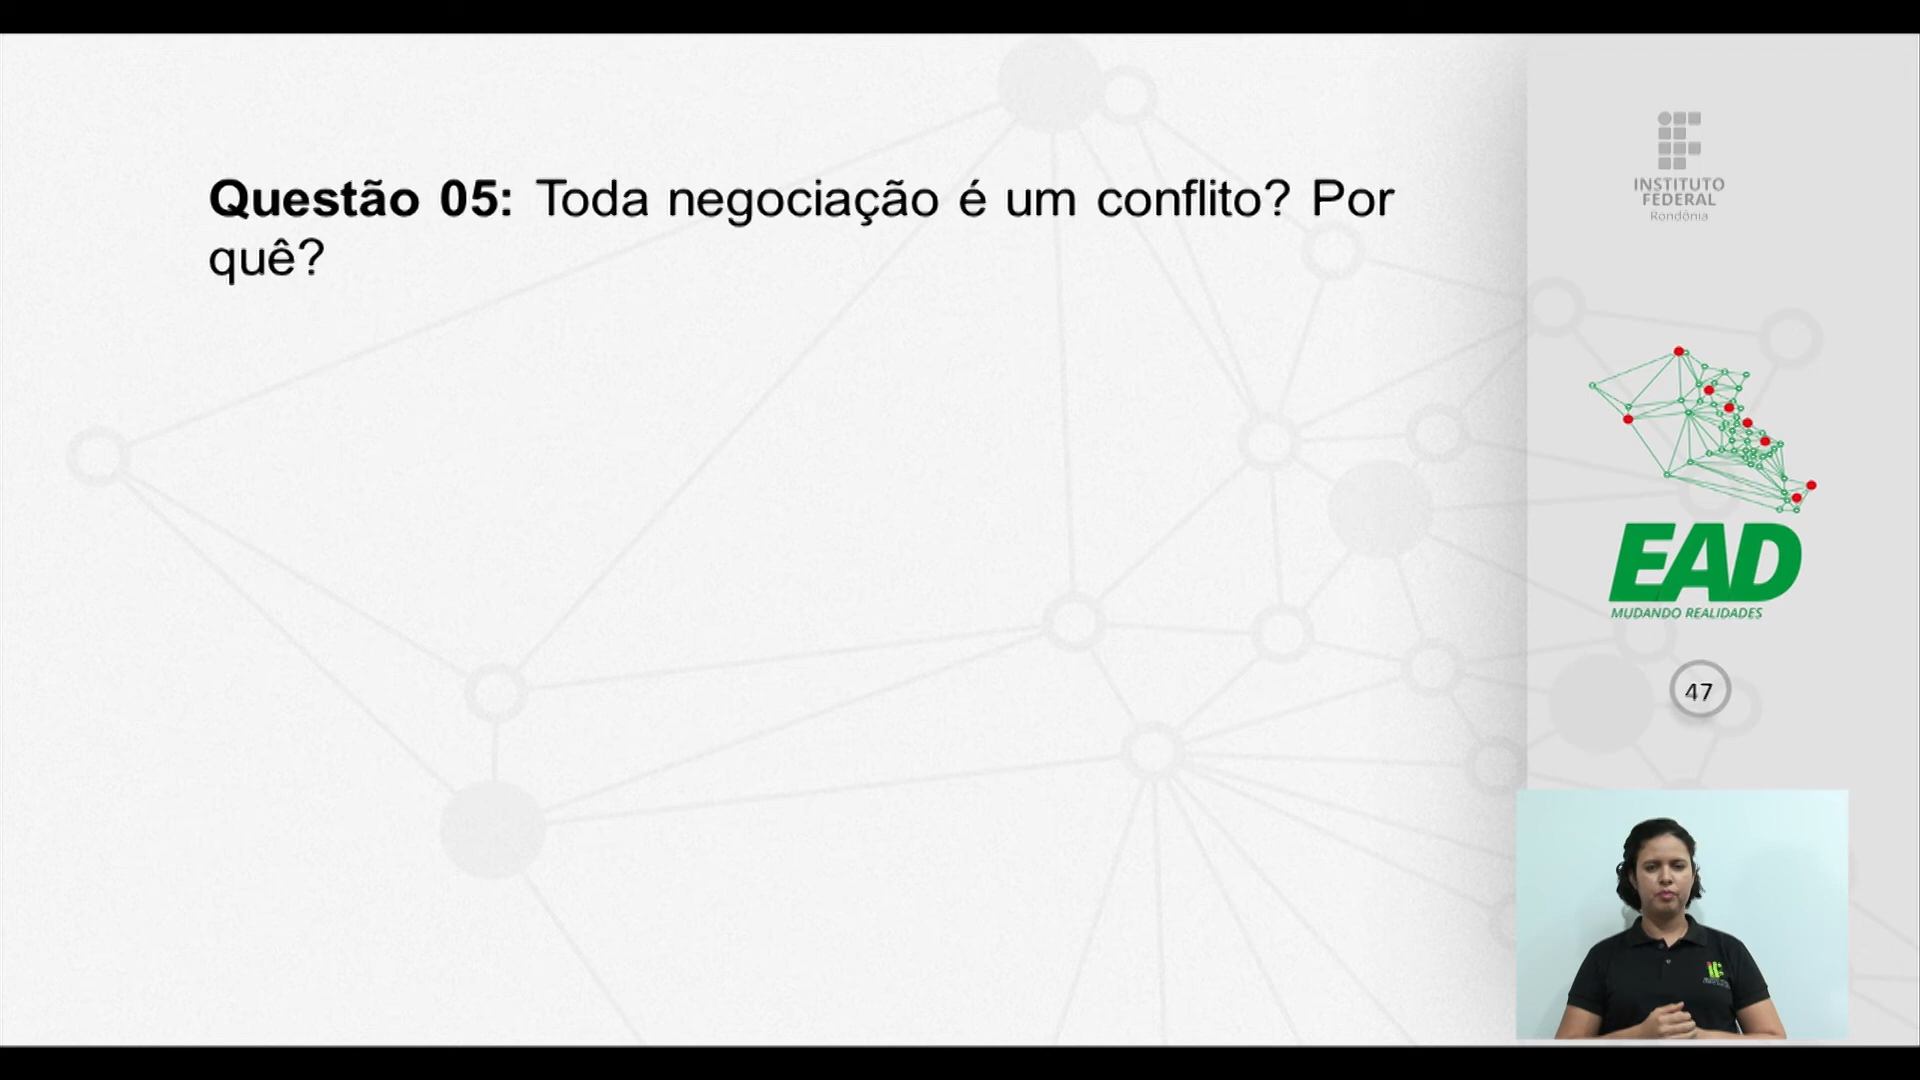 Questão 05: Toda negociação é um conflito? Por
quê?
INSTITUTO
FEDERAL
Rondônia
EAD
MUDANDO REALIDADES
47